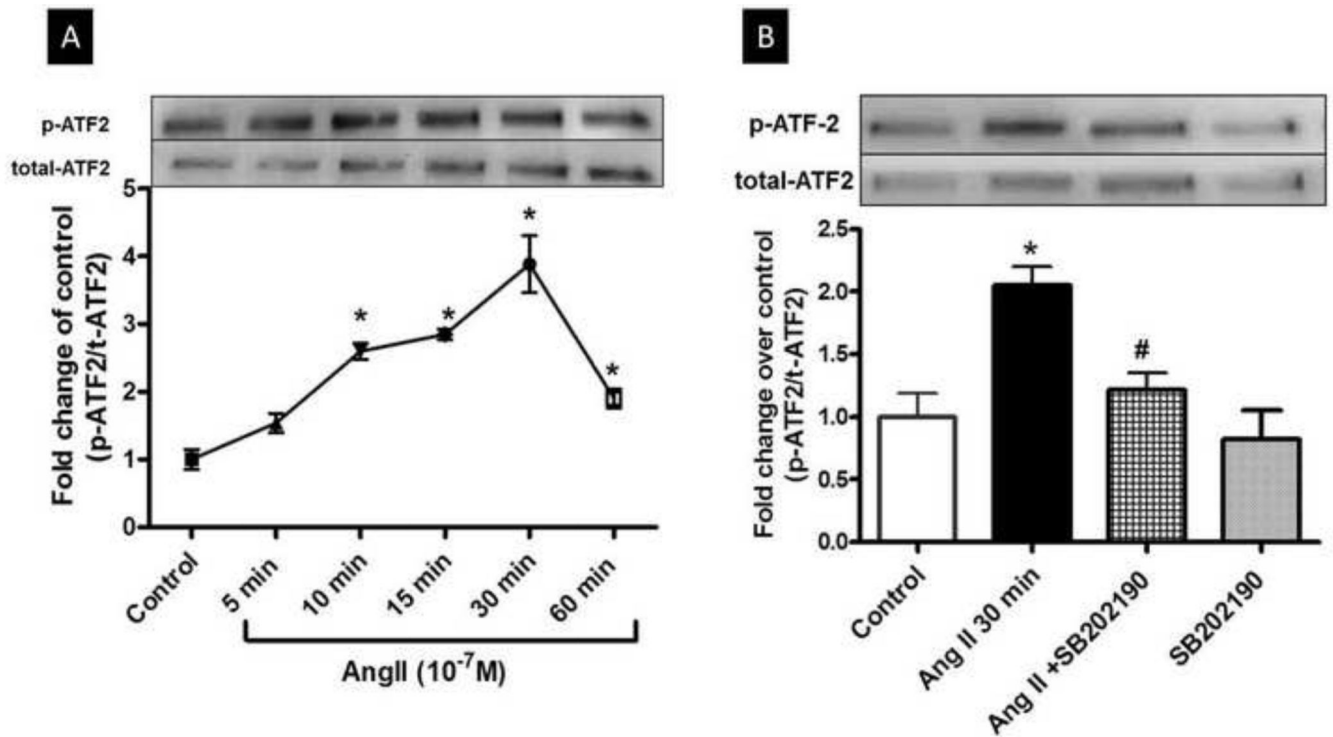 A
p-ATF2
total-ATF2
Fold change of control
(p-ATF2/t-ATF2)
5
4
3
2
1
0
*
*
*
*
Control
5 min
10 min
15 min
30 min
60 min
AngII (10⁻⁷M)
B
p-ATF-2
total-ATF2
Fold change over control
(p-ATF2/t-ATF2)
2.5
2.0
1.5
1.0
0.5
0.0
*
#
Control
Ang II 30 min
Ang II +SB202190
SB202190